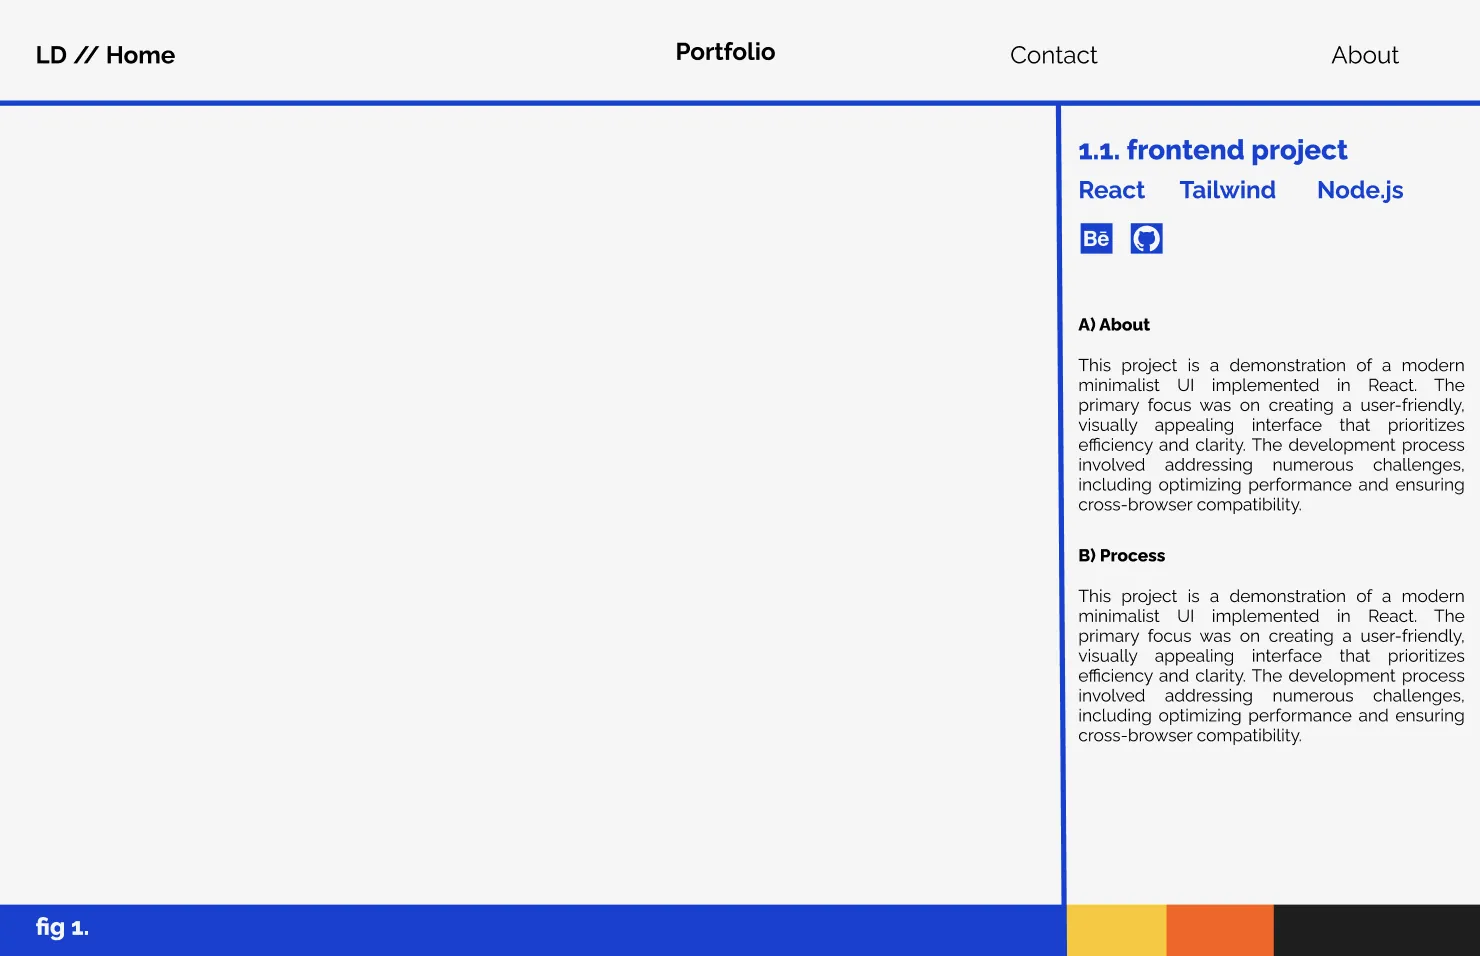 LD // Home
Portfolio
Contact
About
1.1. frontend project
React
Tailwind
Node.js
Bē
A) About
This project is a demonstration of a modern
minimalist UI implemented in React. The
primary focus was on creating a user-friendly,
visually appealing interface that prioritizes
efficiency and clarity. The development process
involved addressing numerous challenges,
including optimizing performance and ensuring
cross-browser compatibility.
B) Process
This project is a demonstration of a modern
minimalist UI implemented in React. The
primary focus was on creating a user-friendly,
visually appealing interface that prioritizes
efficiency and clarity. The development process
involved addressing numerous challenges,
including optimizing performance and ensuring
cross-browser compatibility.
fig 1.